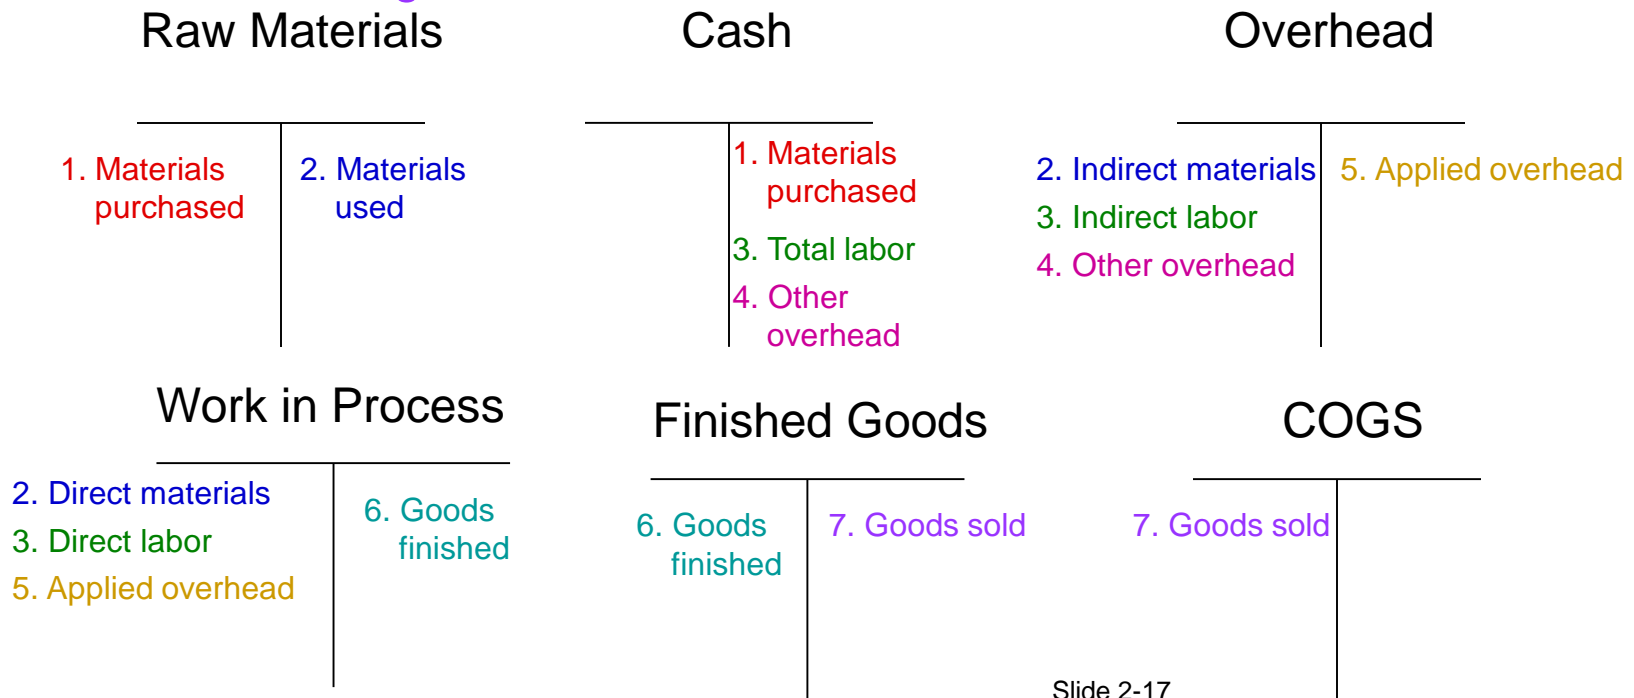 Raw Materials
Cash
Overhead
1. Materials
purchased
2. Materials
used
1. Materials
purchased
3. Total labor
4. Other
overhead
2. Indirect materials
3. Indirect labor
4. Other overhead
5. Applied overhead
Work in Process
Finished Goods
COGS
2. Direct materials
3. Direct labor
5. Applied overhead
6. Goods
finished
6. Goods
finished
7. Goods sold
7. Goods sold
Slide 2-17